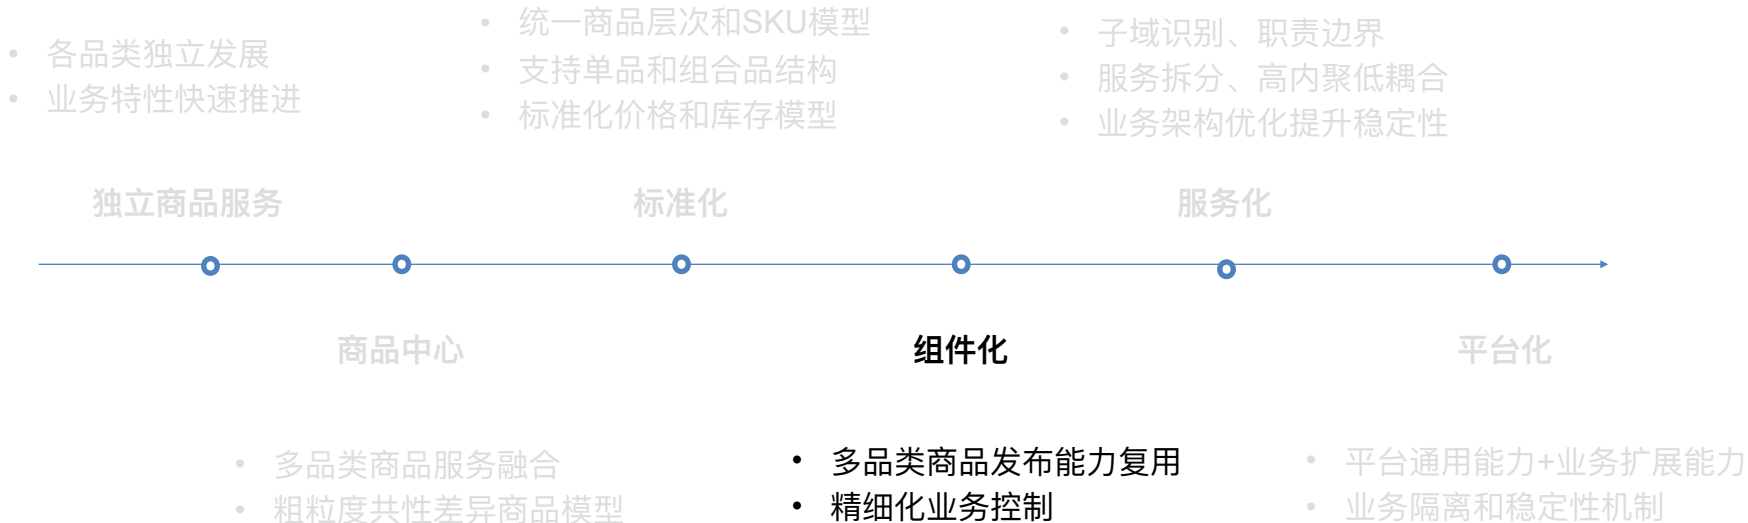 各品类独立发展
业务特性快速推进
统一商品层次和SKU模型
支持单品和组合品结构
标准化价格和库存模型
子域识别、职责边界
服务拆分、高内聚低耦合
业务架构优化提升稳定性
独立商品服务
标准化
服务化
商品中心
组件化
平台化
多品类商品服务融合
粗粒度共性差异商品模型
多品类商品发布能力复用
精细化业务控制
平台通用能力+业务扩展能力
业务隔离和稳定性机制